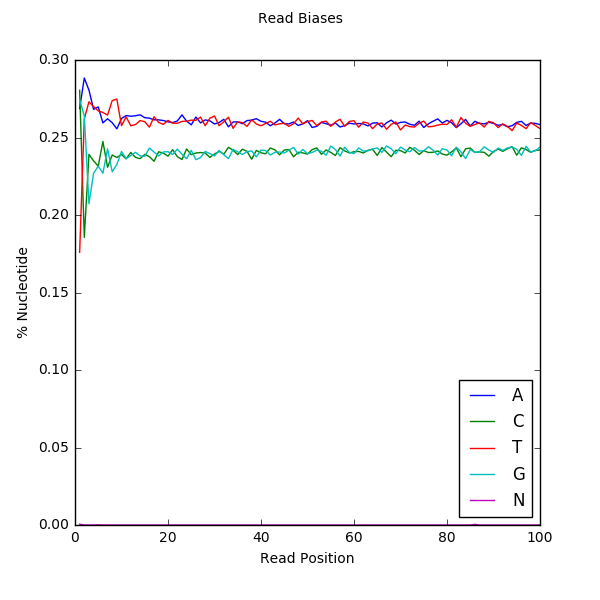 Read Biases
0.30
0.25
0.20
0.15
0.10
0.05
0.00
% Nucleotide
A
C
T
G
N
0 20 40 60 80 100
Read Position